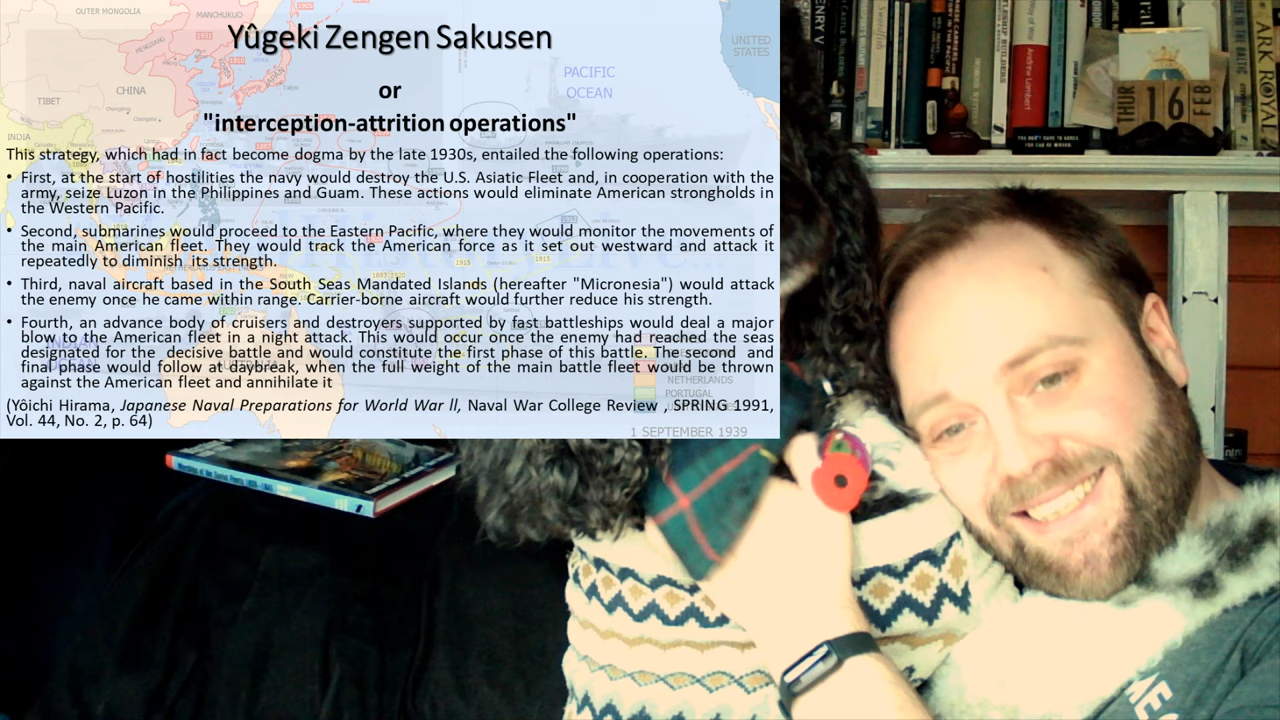 Yûgeki Zengen Sakusen
or
"interception-attrition operations"
This strategy, which had in fact become dogma by the late 1930s, entailed the following operations:
• First, at the start of hostilities the navy would destroy the U.S. Asiatic Fleet and, in cooperation with the
army, seize Luzon in the Philippines and Guam. These actions would eliminate American strongholds in
the Western Pacific.
• Second, submarines would proceed to the Eastern Pacific, where they would monitor the movements of
the main American fleet. They would track the American force as it set out westward and attack it
repeatedly to diminish its strength.
• Third, naval aircraft based in the South Seas Mandated Islands (hereafter "Micronesia") would attack
the enemy once he came within range. Carrier-borne aircraft would further reduce his strength.
• Fourth, an advance body of cruisers and destroyers supported by fast battleships would deal a major
blow to the American fleet in a night attack. This would occur once the enemy had reached the seas
designated for the decisive battle and would constitute the first phase of this battle. The second and
final phase would follow at daybreak, when the full weight of the main battle fleet would be thrown
against the American fleet and annihilate it
(Yôichi Hirama, Japanese Naval Preparations for World War ll, Naval War College Review , SPRING 1991,
Vol. 44, No. 2, p. 64)
OUTER MONGOLIA
MANCHUKUO
CHINA
TIBET
INDIA
JAPAN
PACIFIC
OCEAN
UNITED
STATES
AUSTRALIA
INDIAN
OCEAN
NETHERLANDS
PORTUGAL
1 SEPTEMBER 1939
THUR
16
FEB
Andrew Lambert
ARK ROYAL